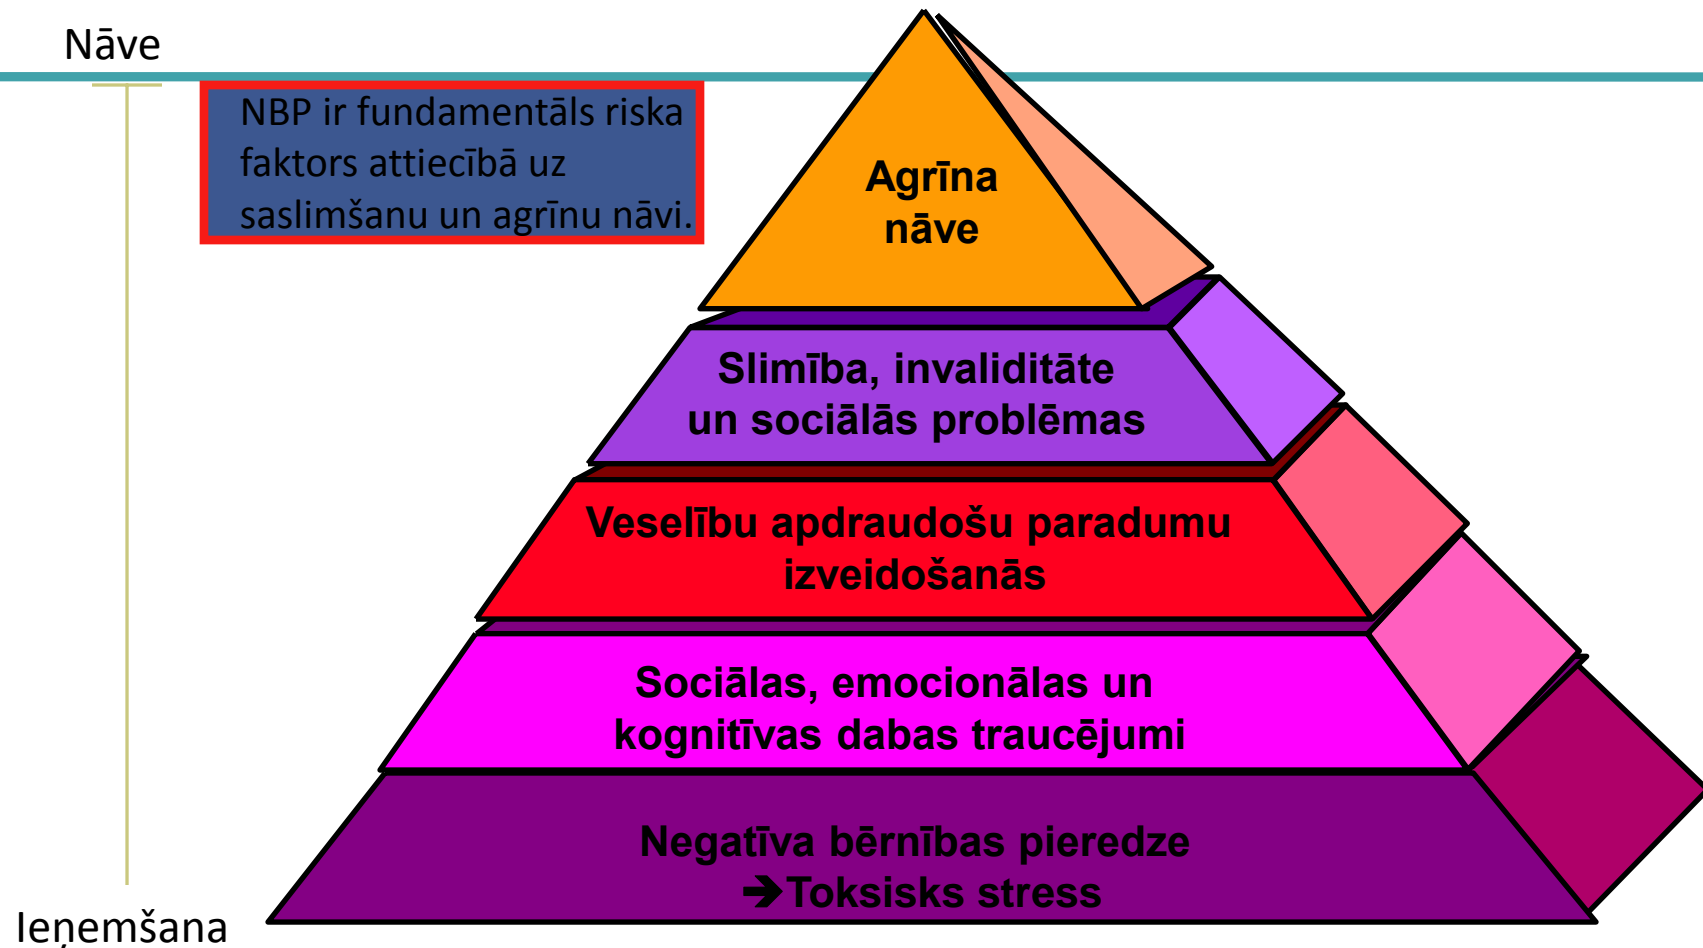 Nāve
NBP ir fundamentāls riska
faktors attiecībā uz
saslimšanu un agrīnu nāvi.
Agrīna
nāve
Slimība, invaliditāte
un sociālās problēmas
Veselību apdraudošu paradumu
izveidošanās
Sociālas, emocionālas un
kognitīvas dabas traucējumi
Negatīva bērnības pieredze
➔Toksisks stress
Ieņemšana